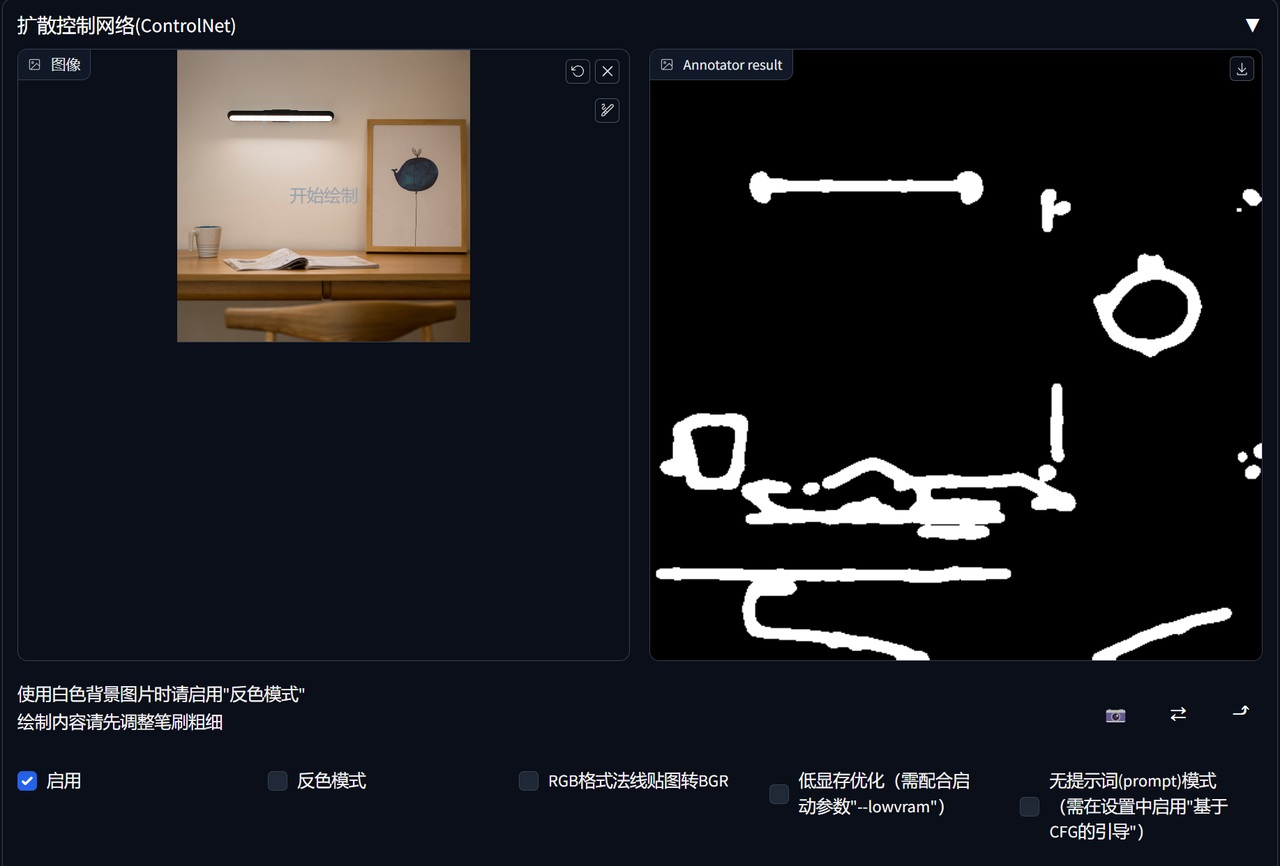 扩散控制网络(ControlNet)
▼
图像
Annotator result
开始绘制
使用白色背景图片时请启用"反色模式"
绘制内容请先调整笔刷粗细
启用
反色模式
RGB格式法线贴图转BGR
低显存优化（需配合启
动参数"--lowvram"）
无提示词(prompt)模式
（需在设置中启用"基于
CFG的引导"）